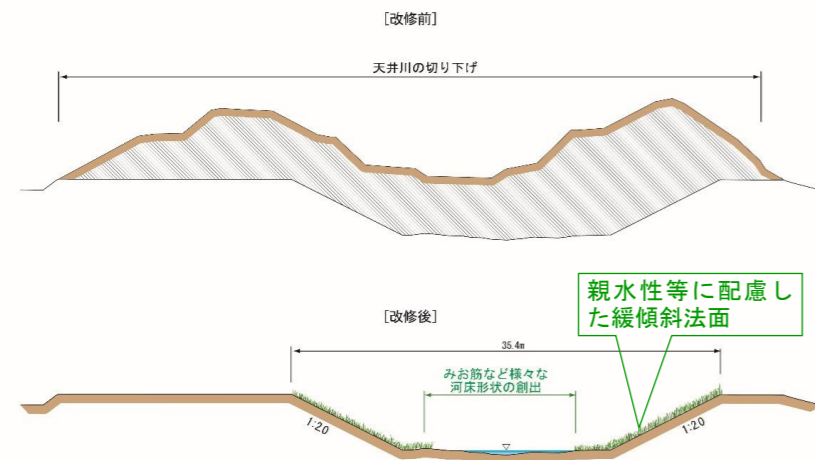 [改修前]
天井川の切り下げ
親水性等に配慮し
た緩傾斜法面
[改修後]
35.4m
みお筋など様々な
河床形状の創出
1:20
1:20